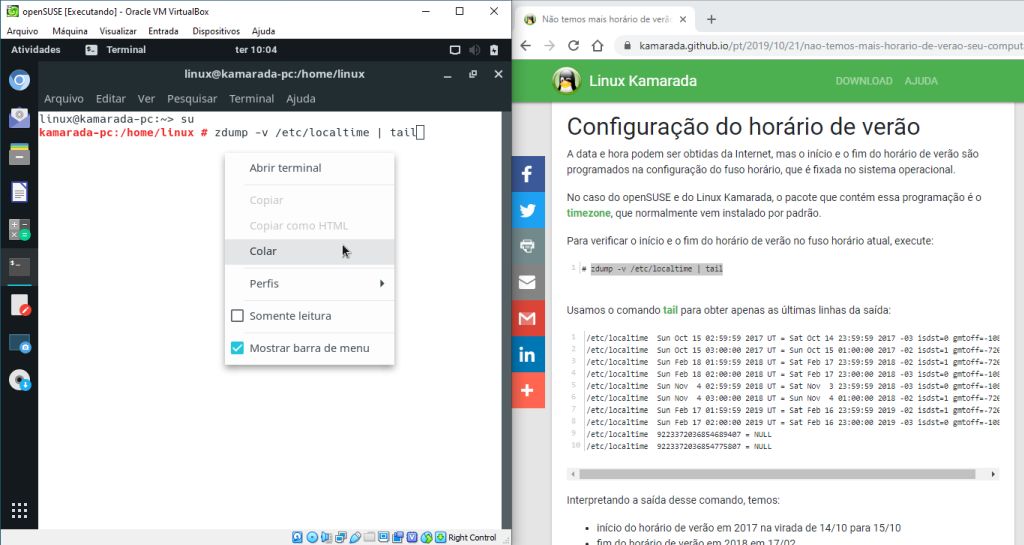 openSUSE [Executando] - Oracle VM VirtualBox
Arquivo Máquina Visualizar Entrada Dispositivos Ajuda
Atividades Terminal ter 10:04
linux@kamarada-pc:/home/linux
Arquivo Editar Ver Pesquisar Terminal Ajuda
linux@kamarada-pc:~> su
kamarada-pc:/home/linux # zdump -v /etc/localtime | tail
Abrir terminal
Copiar
Copiar como HTML
Colar
Perfis
Somente leitura
Mostrar barra de menu
Right Control
Não temos mais horário de verão
kamarada.github.io/pt/2019/10/21/nao-temos-mais-horario-de-verao-seu-comput
Linux Kamarada DOWNLOAD AJUDA
Configuração do horário de verão
A data e hora podem ser obtidas da Internet, mas o início e o fim do horário de verão são
programados na configuração do fuso horário, que é fixada no sistema operacional.
No caso do openSUSE e do Linux Kamarada, o pacote que contém essa programação é o
timezone, que normalmente vem instalado por padrão.
Para verificar o início e o fim do horário de verão no fuso horário atual, execute:
1 # zdump -v /etc/localtime | tail
Usamos o comando tail para obter apenas as últimas linhas da saída:
1 /etc/localtime Sun Oct 15 02:59:59 2017 UT = Sat Oct 14 23:59:59 2017 -03 isdst=0 gmtoff=-108
2 /etc/localtime Sun Oct 15 03:00:00 2017 UT = Sun Oct 15 01:00:00 2017 -02 isdst=1 gmtoff=-720
3 /etc/localtime Sun Feb 18 01:59:59 2018 UT = Sat Feb 17 23:59:59 2018 -02 isdst=1 gmtoff=-720
4 /etc/localtime Sun Feb 18 02:00:00 2018 UT = Sat Feb 17 23:00:00 2018 -03 isdst=0 gmtoff=-108
5 /etc/localtime Sun Nov 4 02:59:59 2018 UT = Sat Nov 3 23:59:59 2018 -03 isdst=0 gmtoff=-108
6 /etc/localtime Sun Nov 4 03:00:00 2018 UT = Sun Nov 4 01:00:00 2018 -02 isdst=1 gmtoff=-720
7 /etc/localtime Sun Feb 17 01:59:59 2019 UT = Sat Feb 16 23:59:59 2019 -02 isdst=1 gmtoff=-720
8 /etc/localtime Sun Feb 17 02:00:00 2019 UT = Sat Feb 16 23:00:00 2019 -03 isdst=0 gmtoff=-108
9 /etc/localtime 9223372036854689407 = NULL
10 /etc/localtime 9223372036854775807 = NULL
Interpretando a saída desse comando, temos:
• início do horário de verão em 2017 na virada de 14/10 para 15/10
• fim do horário de verão em 2018 em 17/02